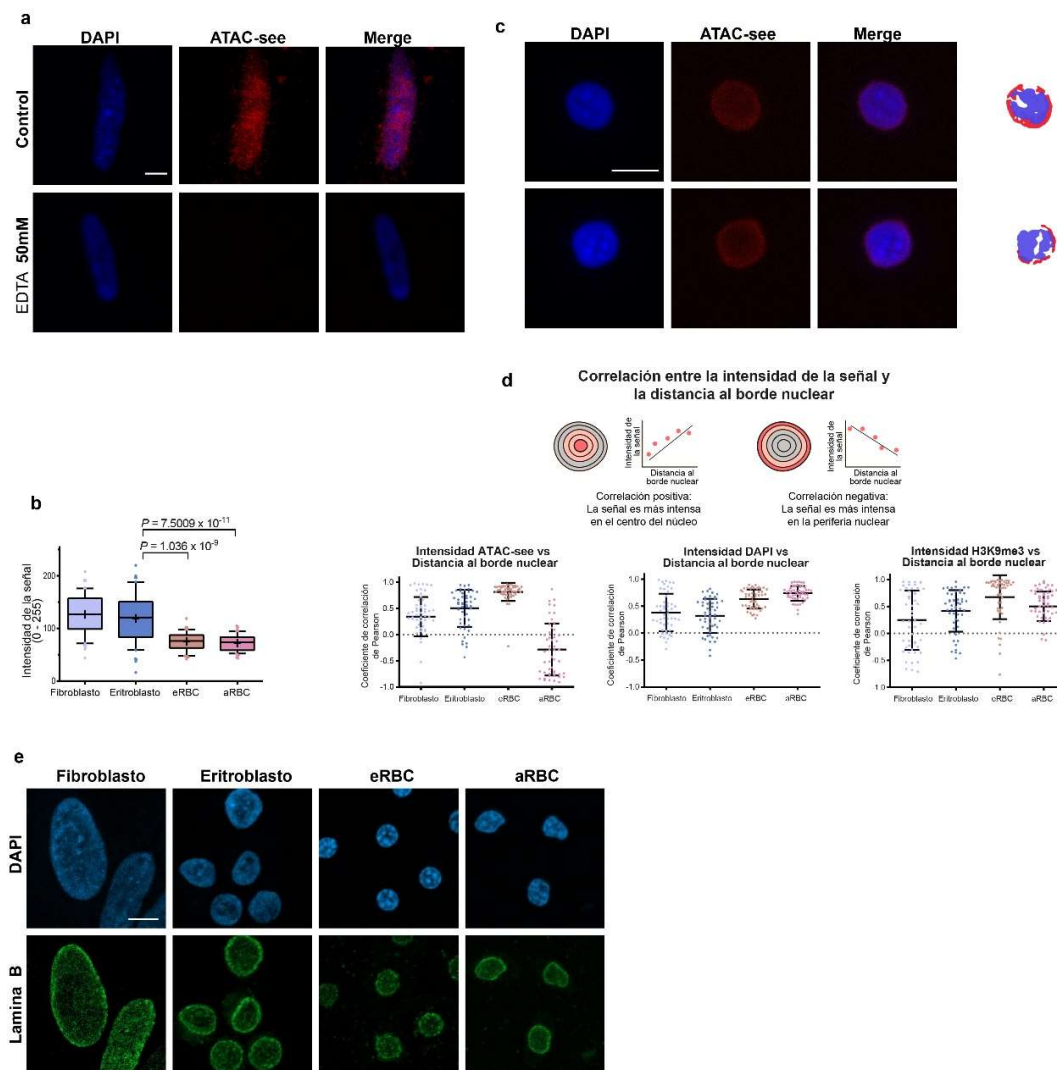 a
DAPI
ATAC-see
Merge
Control
EDTA 50mM
c
DAPI
ATAC-see
Merge
b
P = 7.5009 x 10-11
P = 1.036 x 10-9
Intensidad de la señal
(0 - 255)
200
100
0
Fibroblasto
Eritroblasto
eRBC
aRBC
d
Correlación entre la intensidad de la señal y
la distancia al borde nuclear
Intensidad de
la señal
Distancia al
borde nuclear
Correlación positiva:
La señal es más intensa
en el centro del núcleo
Intensidad de
la señal
Distancia al
borde nuclear
Correlación negativa:
La señal es más intensa
en la periferia nuclear
Intensidad ATAC-see vs
Distancia al borde nuclear
Coeficiente de correlación
de Pearson
1.0
0.5
0.0
-0.5
-1.0
Fibroblasto
Eritroblasto
eRBC
aRBC
Intensidad DAPI vs
Distancia al borde nuclear
Coeficiente de correlación
de Pearson
1.0
0.5
0.0
-0.5
-1.0
Fibroblasto
Eritroblasto
eRBC
aRBC
Intensidad H3K9me3 vs
Distancia al borde nuclear
Coeficiente de correlación
de Pearson
1.0
0.5
0.0
-0.5
1.0
Fibroblasto
Eritroblasto
eRBC
aRBC
e
Fibroblasto
Eritroblasto
eRBC
aRBC
DAPI
Lamina B